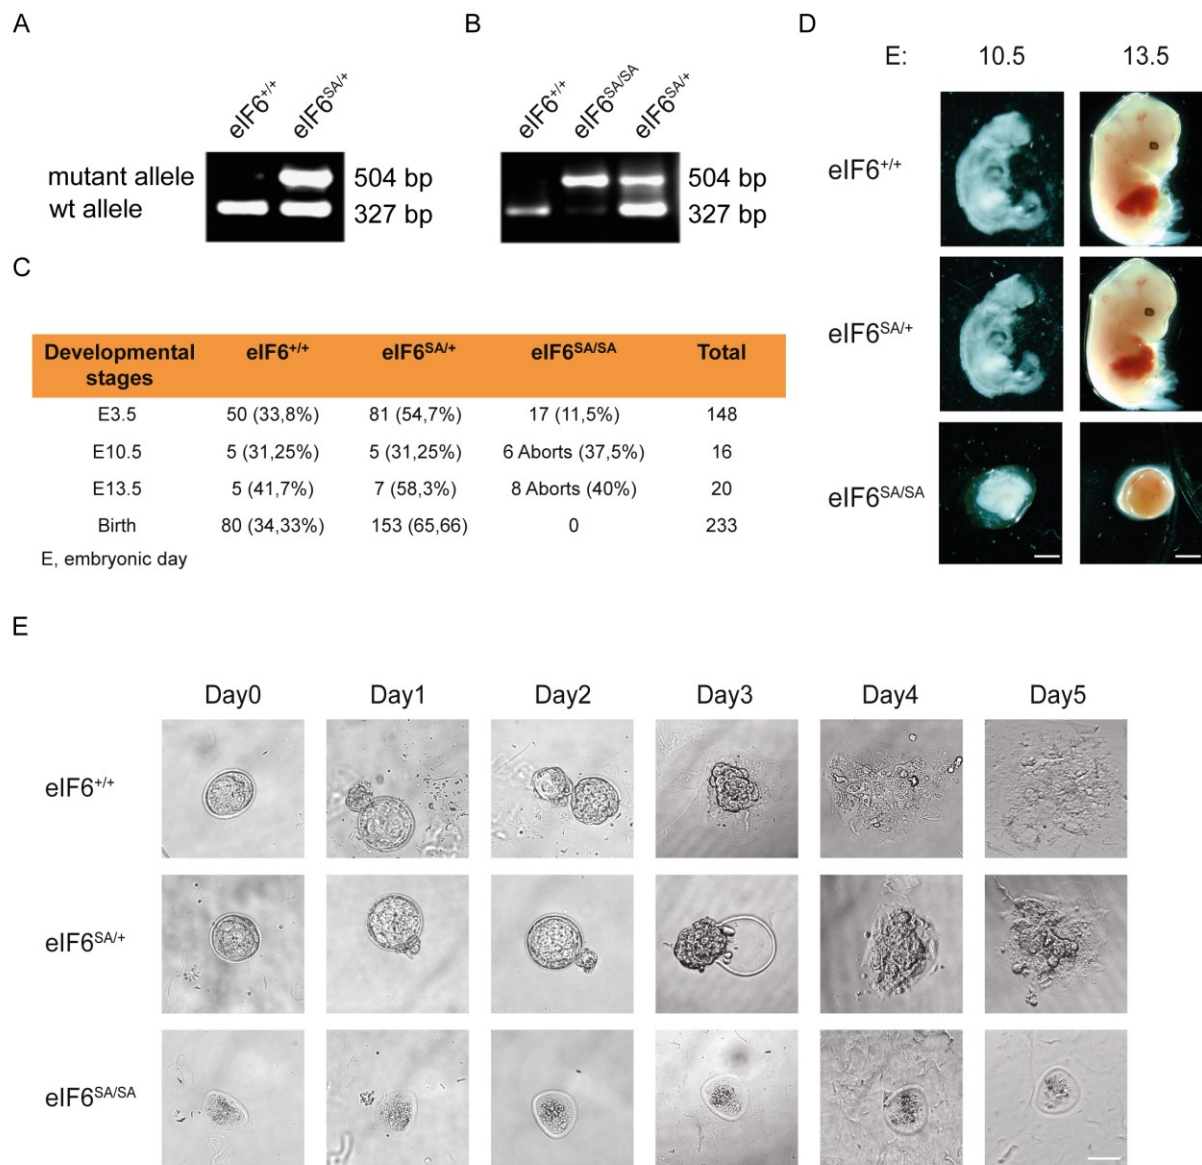 A
eIF6+/+
eIF6SA/+
mutant allele 504 bp
wt allele 327 bp
B
eIF6+/+
eIF6SA/SA
eIF6SA/+
504 bp
327 bp
C
Developmental stages eIF6+/+ eIF6SA/+ eIF6SA/SA Total
E3.5 50 (33,8%) 81 (54,7%) 17 (11,5%) 148
E10.5 5 (31,25%) 5 (31,25%) 6 Aborts (37,5%) 16
E13.5 5 (41,7%) 7 (58,3%) 8 Aborts (40%) 20
Birth 80 (34,33%) 153 (65,66) 0 233
E, embryonic day
D
E: 10.5 13.5
eIF6+/+
eIF6SA/+
eIF6SA/SA
E
Day0 Day1 Day2 Day3 Day4 Day5
eIF6+/+
eIF6SA/+
eIF6SA/SA